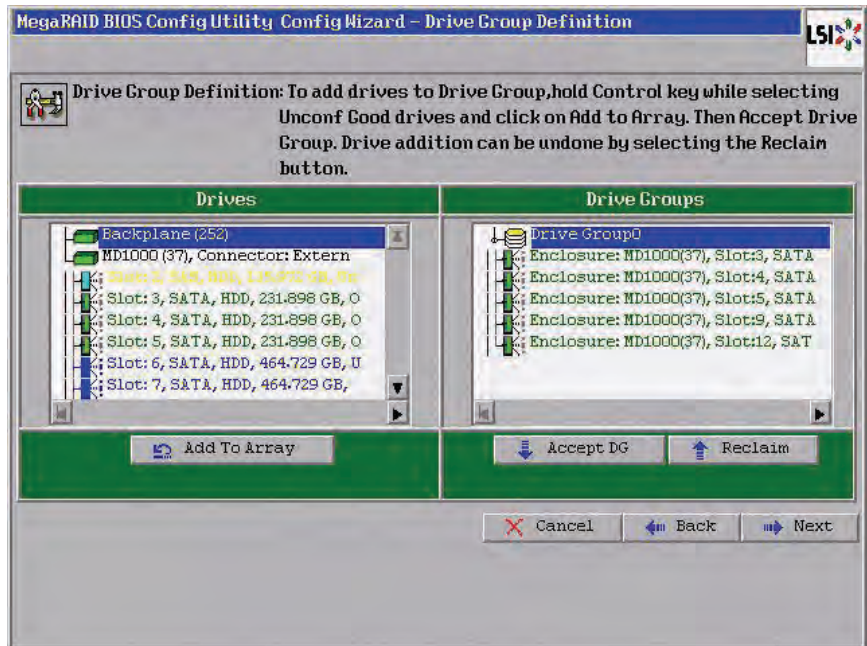 MegaRAID BIOS Config Utility Config Wizard – Drive Group Definition
LSI
Drive Group Definition: To add drives to Drive Group,hold Control key while selecting
Unconf Good drives and click on Add to Array. Then Accept Drive
Group. Drive addition can be undone by selecting the Reclaim
button.
Drives
Backplane (252)
MD1000 (37), Connector: Extern
Slot: 3, SATA, HDD, 231.898 GB, O
Slot: 4, SATA, HDD, 231.898 GB, O
Slot: 5, SATA, HDD, 231.898 GB, O
Slot: 6, SATA, HDD, 464.729 GB, U
Slot: 7, SATA, HDD, 464.729 GB,
Add To Array
Drive Groups
Drive Group0
Enclosure: MD1000(37), Slot:3, SATA
Enclosure: MD1000(37), Slot:4, SATA
Enclosure: MD1000(37), Slot:5, SATA
Enclosure: MD1000(37), Slot:9, SATA
Enclosure: MD1000(37), Slot:12, SAT
Accept DG
Reclaim
Cancel
Back
Next